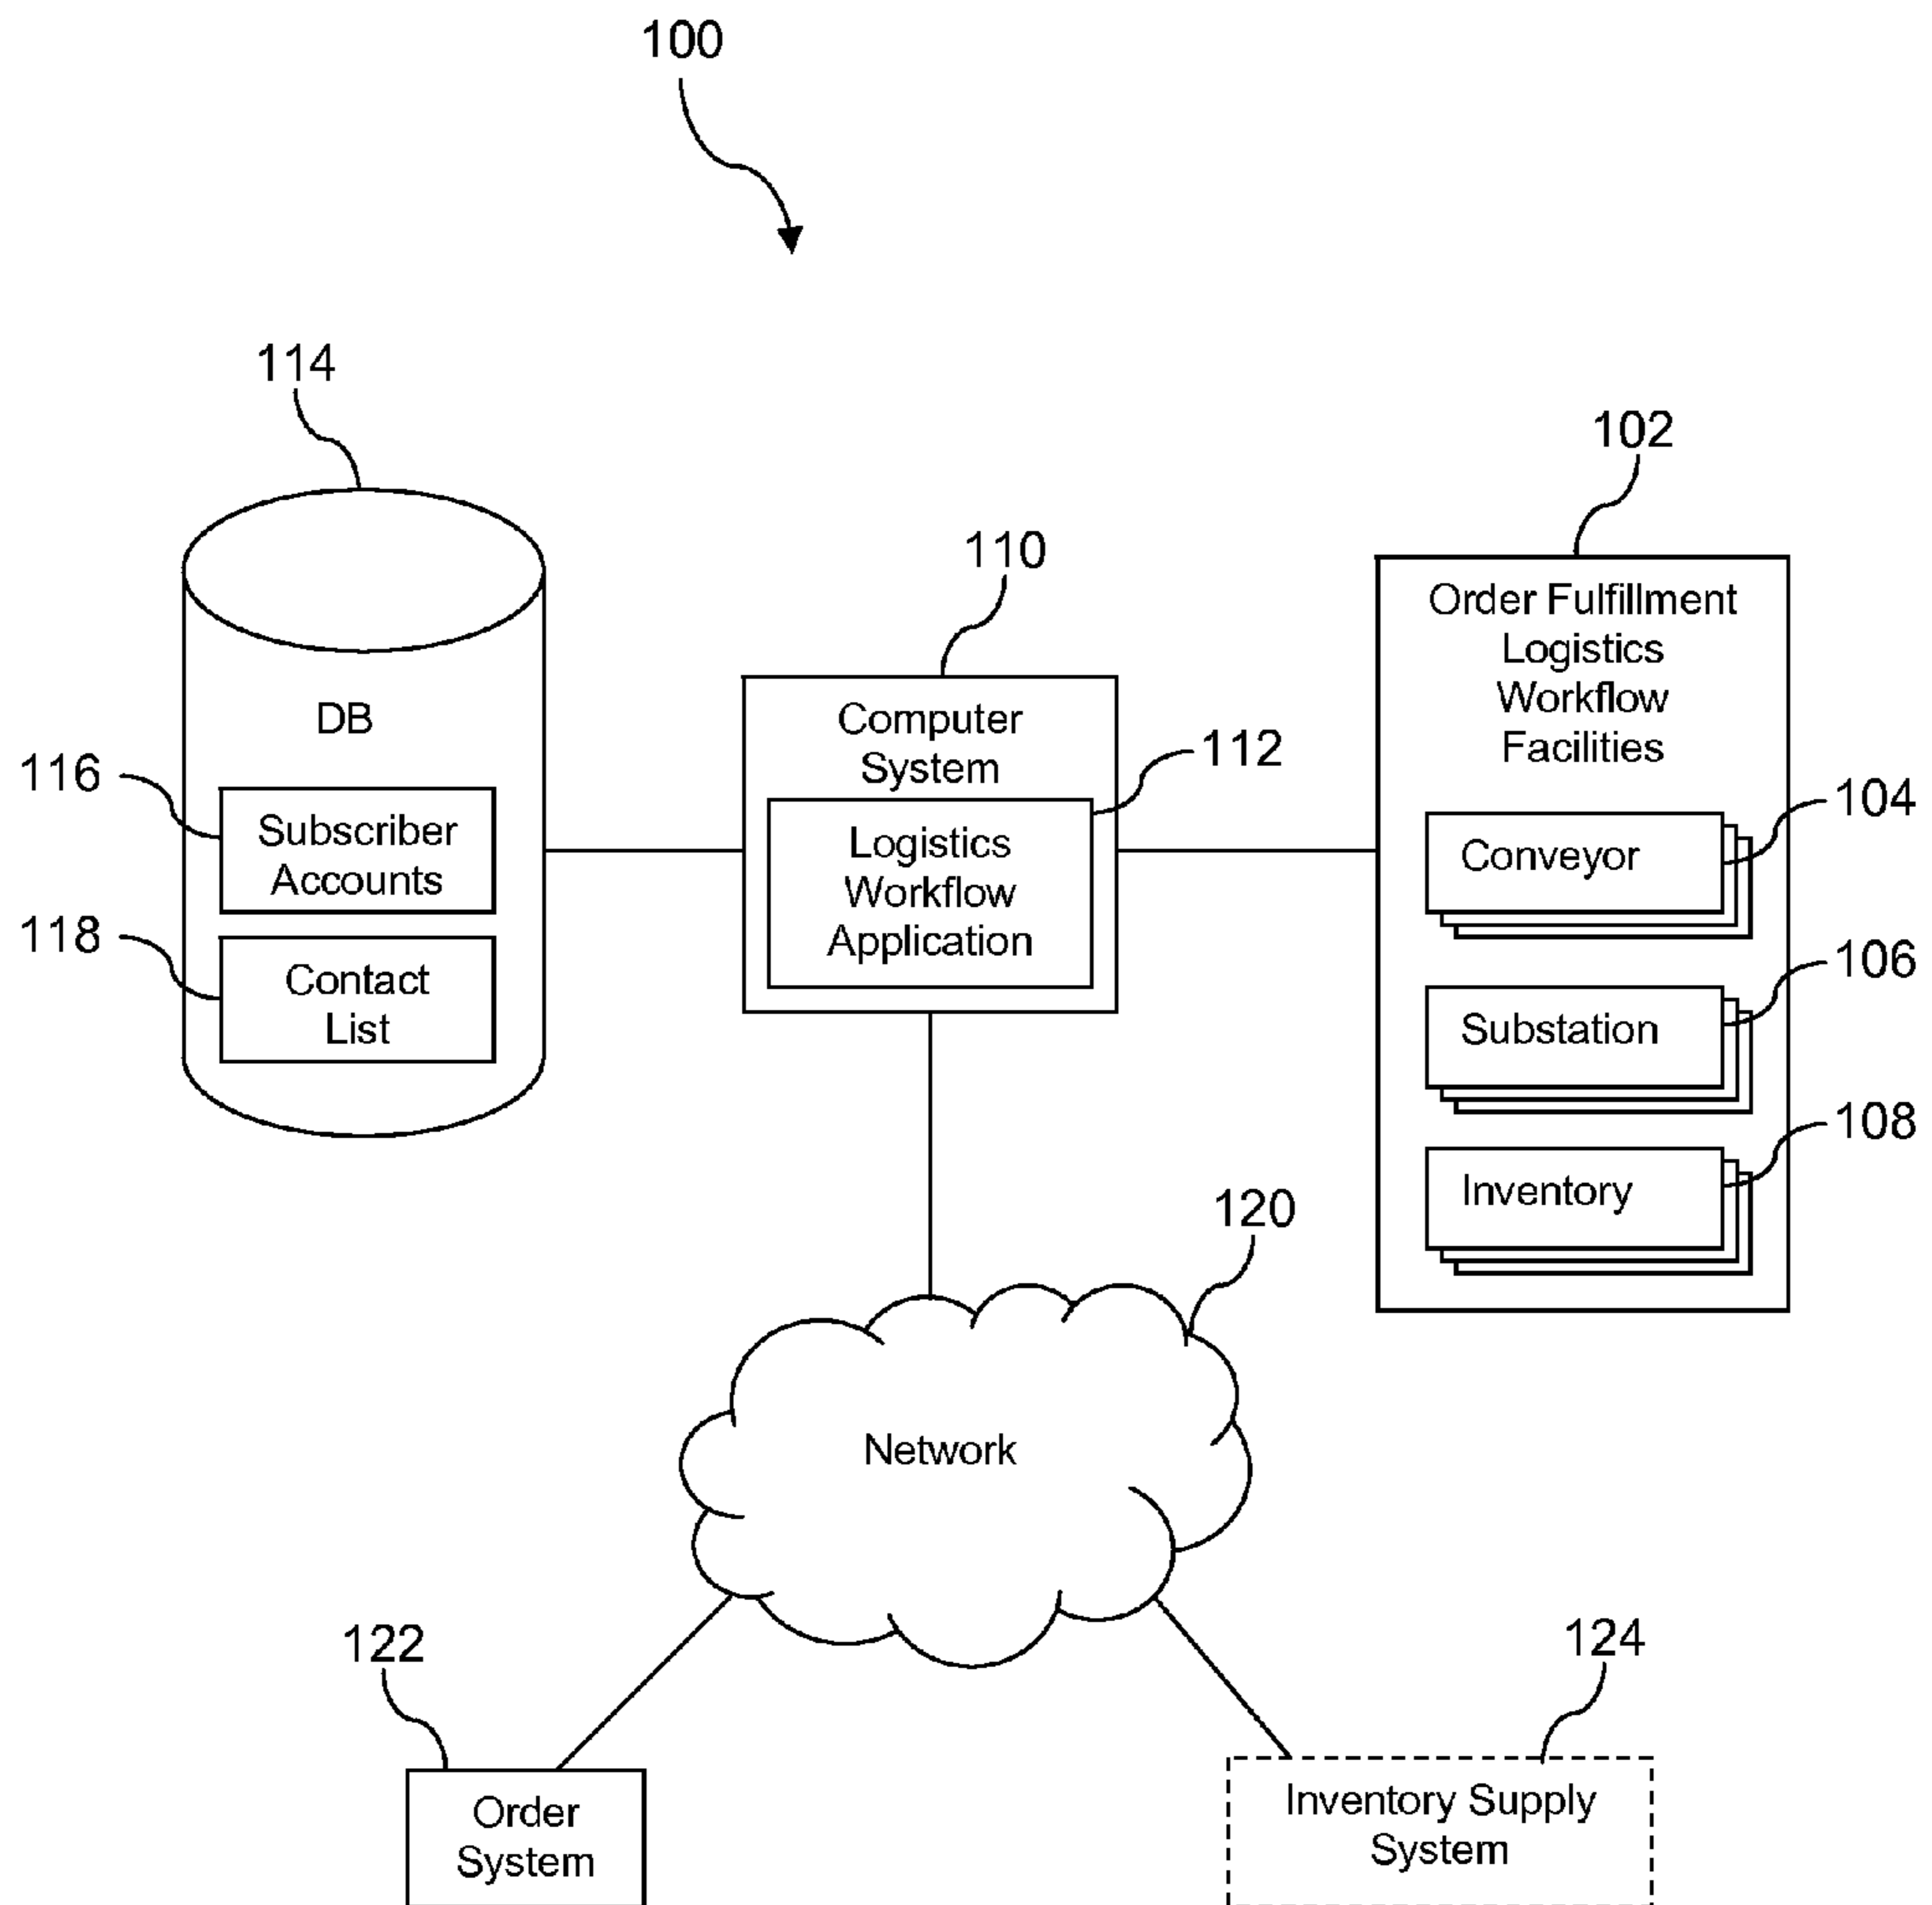 100
114
102
110
Order Fulfillment
Logistics
Workflow
Facilities
DB
Computer
System
112
116
104
Subscriber
Accounts
Logistics
Workflow
Application
Conveyor
118
106
Contact
List
Substation
108
Inventory
120
Network
122
124
Order
System
Inventory Supply
System